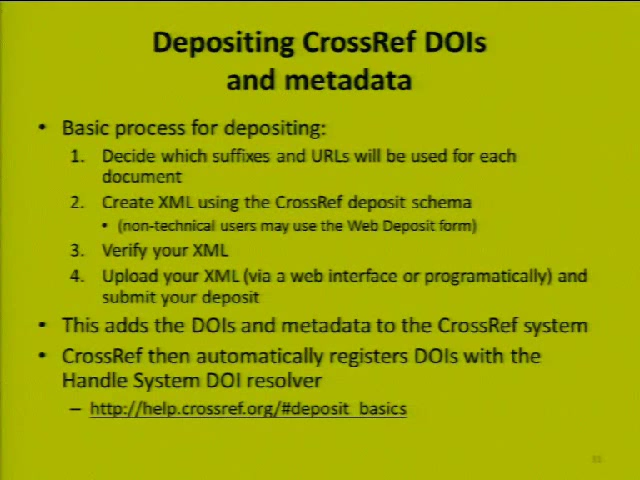 Depositing CrossRef DOIs
and metadata
• Basic process for depositing:
1. Decide which suffixes and URLs will be used for each
document
2. Create XML using the CrossRef deposit schema
• (non-technical users may use the Web Deposit form)
3. Verify your XML
4. Upload your XML (via a web interface or programatically) and
submit your deposit
• This adds the DOIs and metadata to the CrossRef system
• CrossRef then automatically registers DOIs with the
Handle System DOI resolver
– http://help.crossref.org/#deposit_basics